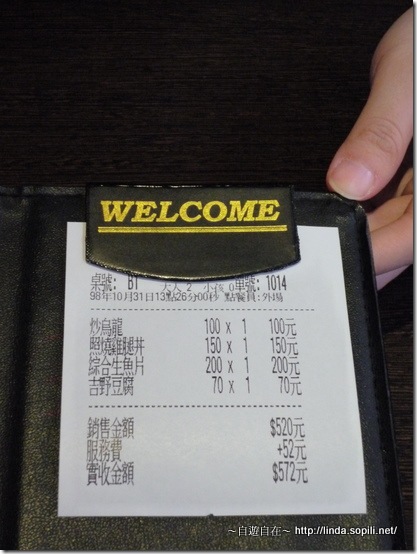 WELCOME
桌號: B1 大人 2 小孩 0單號: 1014
98年10月31日13點26分00秒 點餐員:外場
炒烏龍 100 x 1 100元
照燒雞腿丼 150 x 1 150元
綜合生魚片 200 x 1 200元
吉野豆腐 70 x 1 70元
銷售金額 $520元
服務費 +52元
實收金額 $572元
～自遊自在～ http://linda.sopili.net/